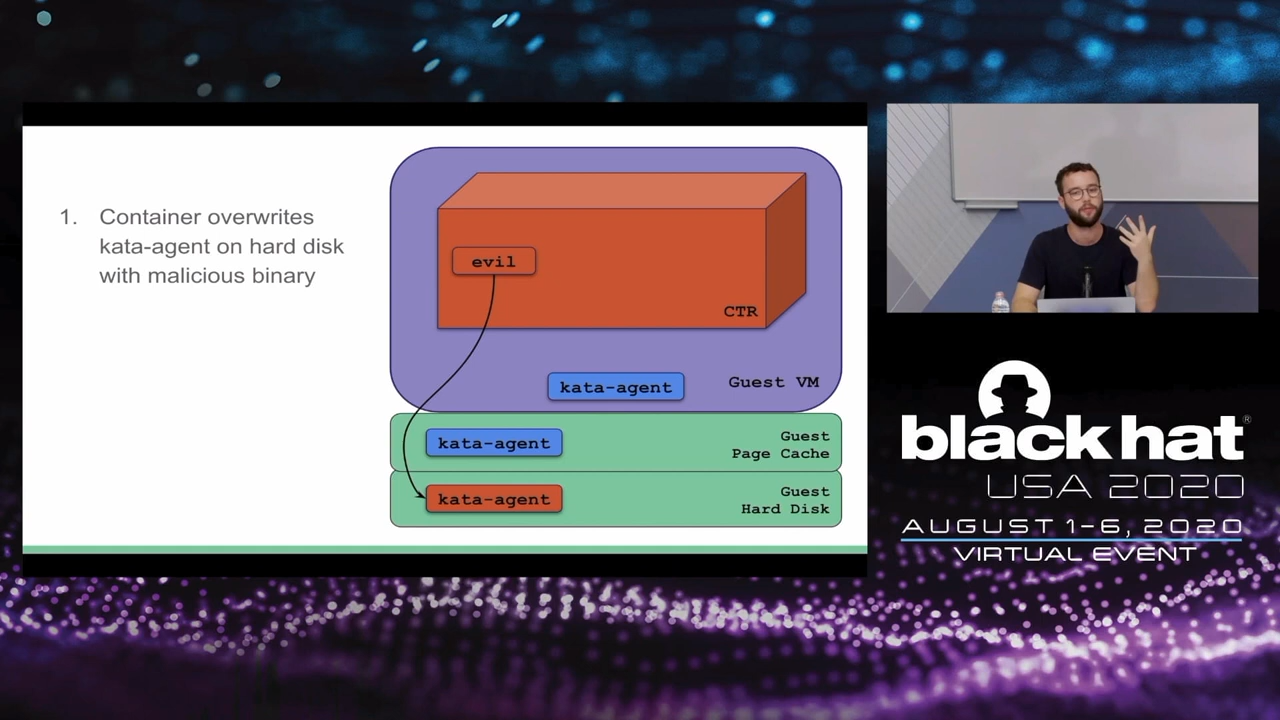 1. Container overwrites
kata-agent on hard disk
with malicious binary
evil
CTR
kata-agent
Guest VM
kata-agent
Guest
Page Cache
kata-agent
Guest
Hard Disk
black hat®
USA 2020
AUGUST 1-6, 2020
VIRTUAL EVENT